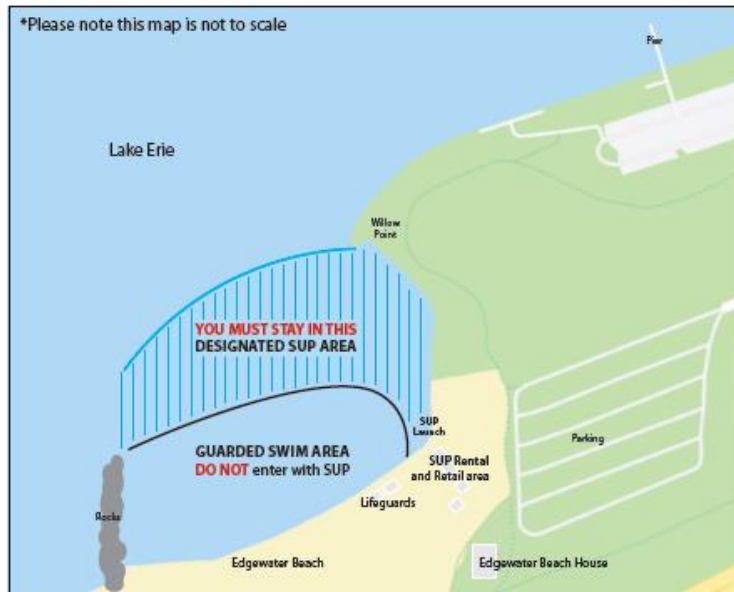 *Please note this map is not to scale
Pier
Lake Erie
Willow
Point
YOU MUST STAY IN THIS
DESIGNATED SUP AREA
SUP
Launch
Parking
GUARDED SWIM AREA
DO NOT enter with SUP
SUP Rental
and Retail area
Lifeguards
Rocks
Edgewater Beach
Edgewater Beach House